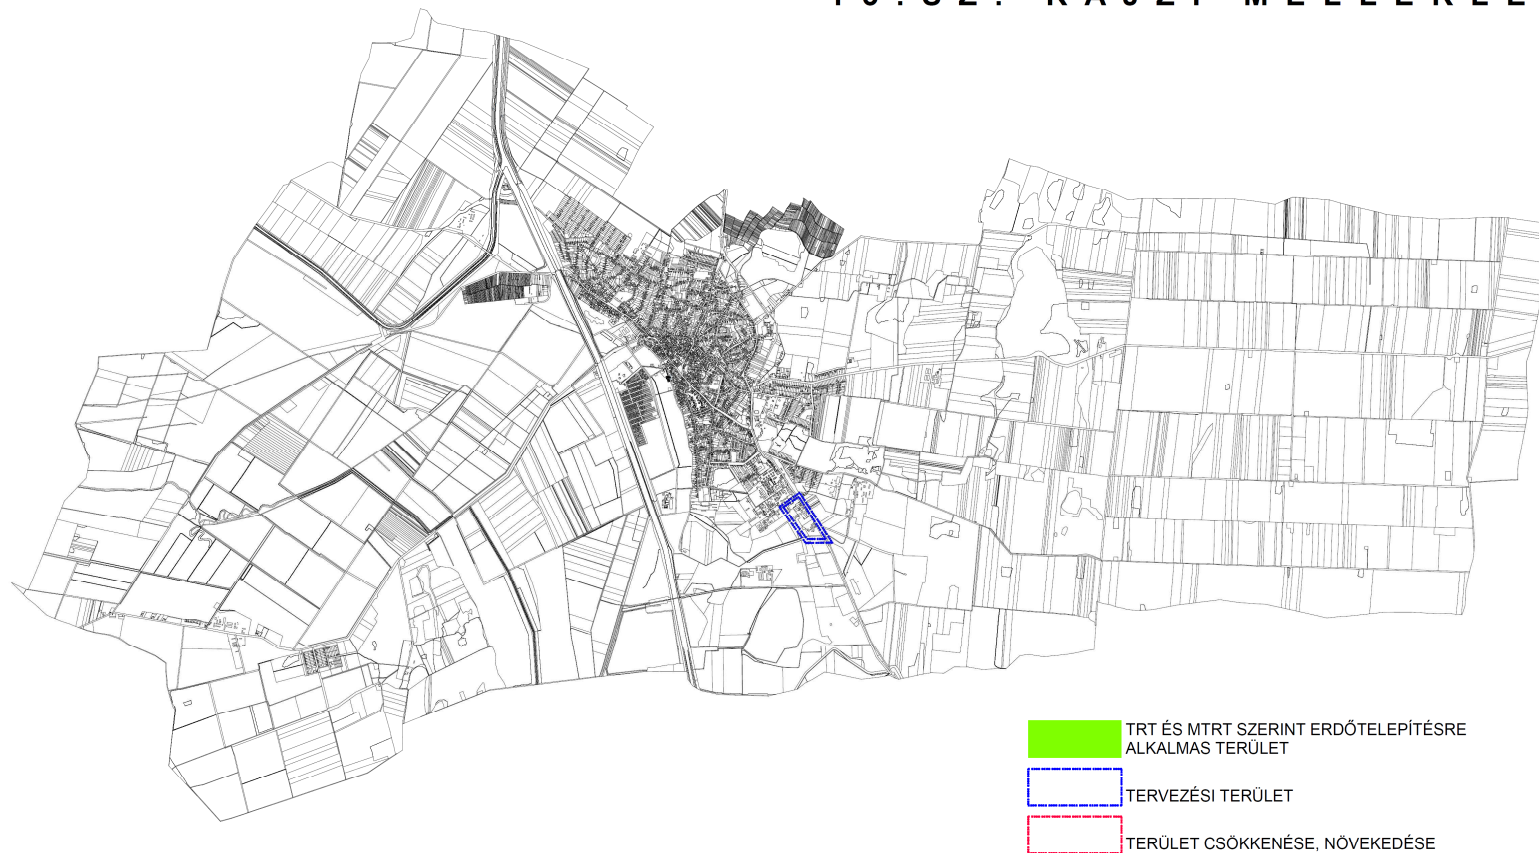 TRT ÉS MTRT SZERINT ERDŐTELEPÍTÉSRE
ALKALMAS TERÜLET
TERVEZÉSI TERÜLET
TERÜLET CSÖKKENÉSE, NÖVEKEDÉSE